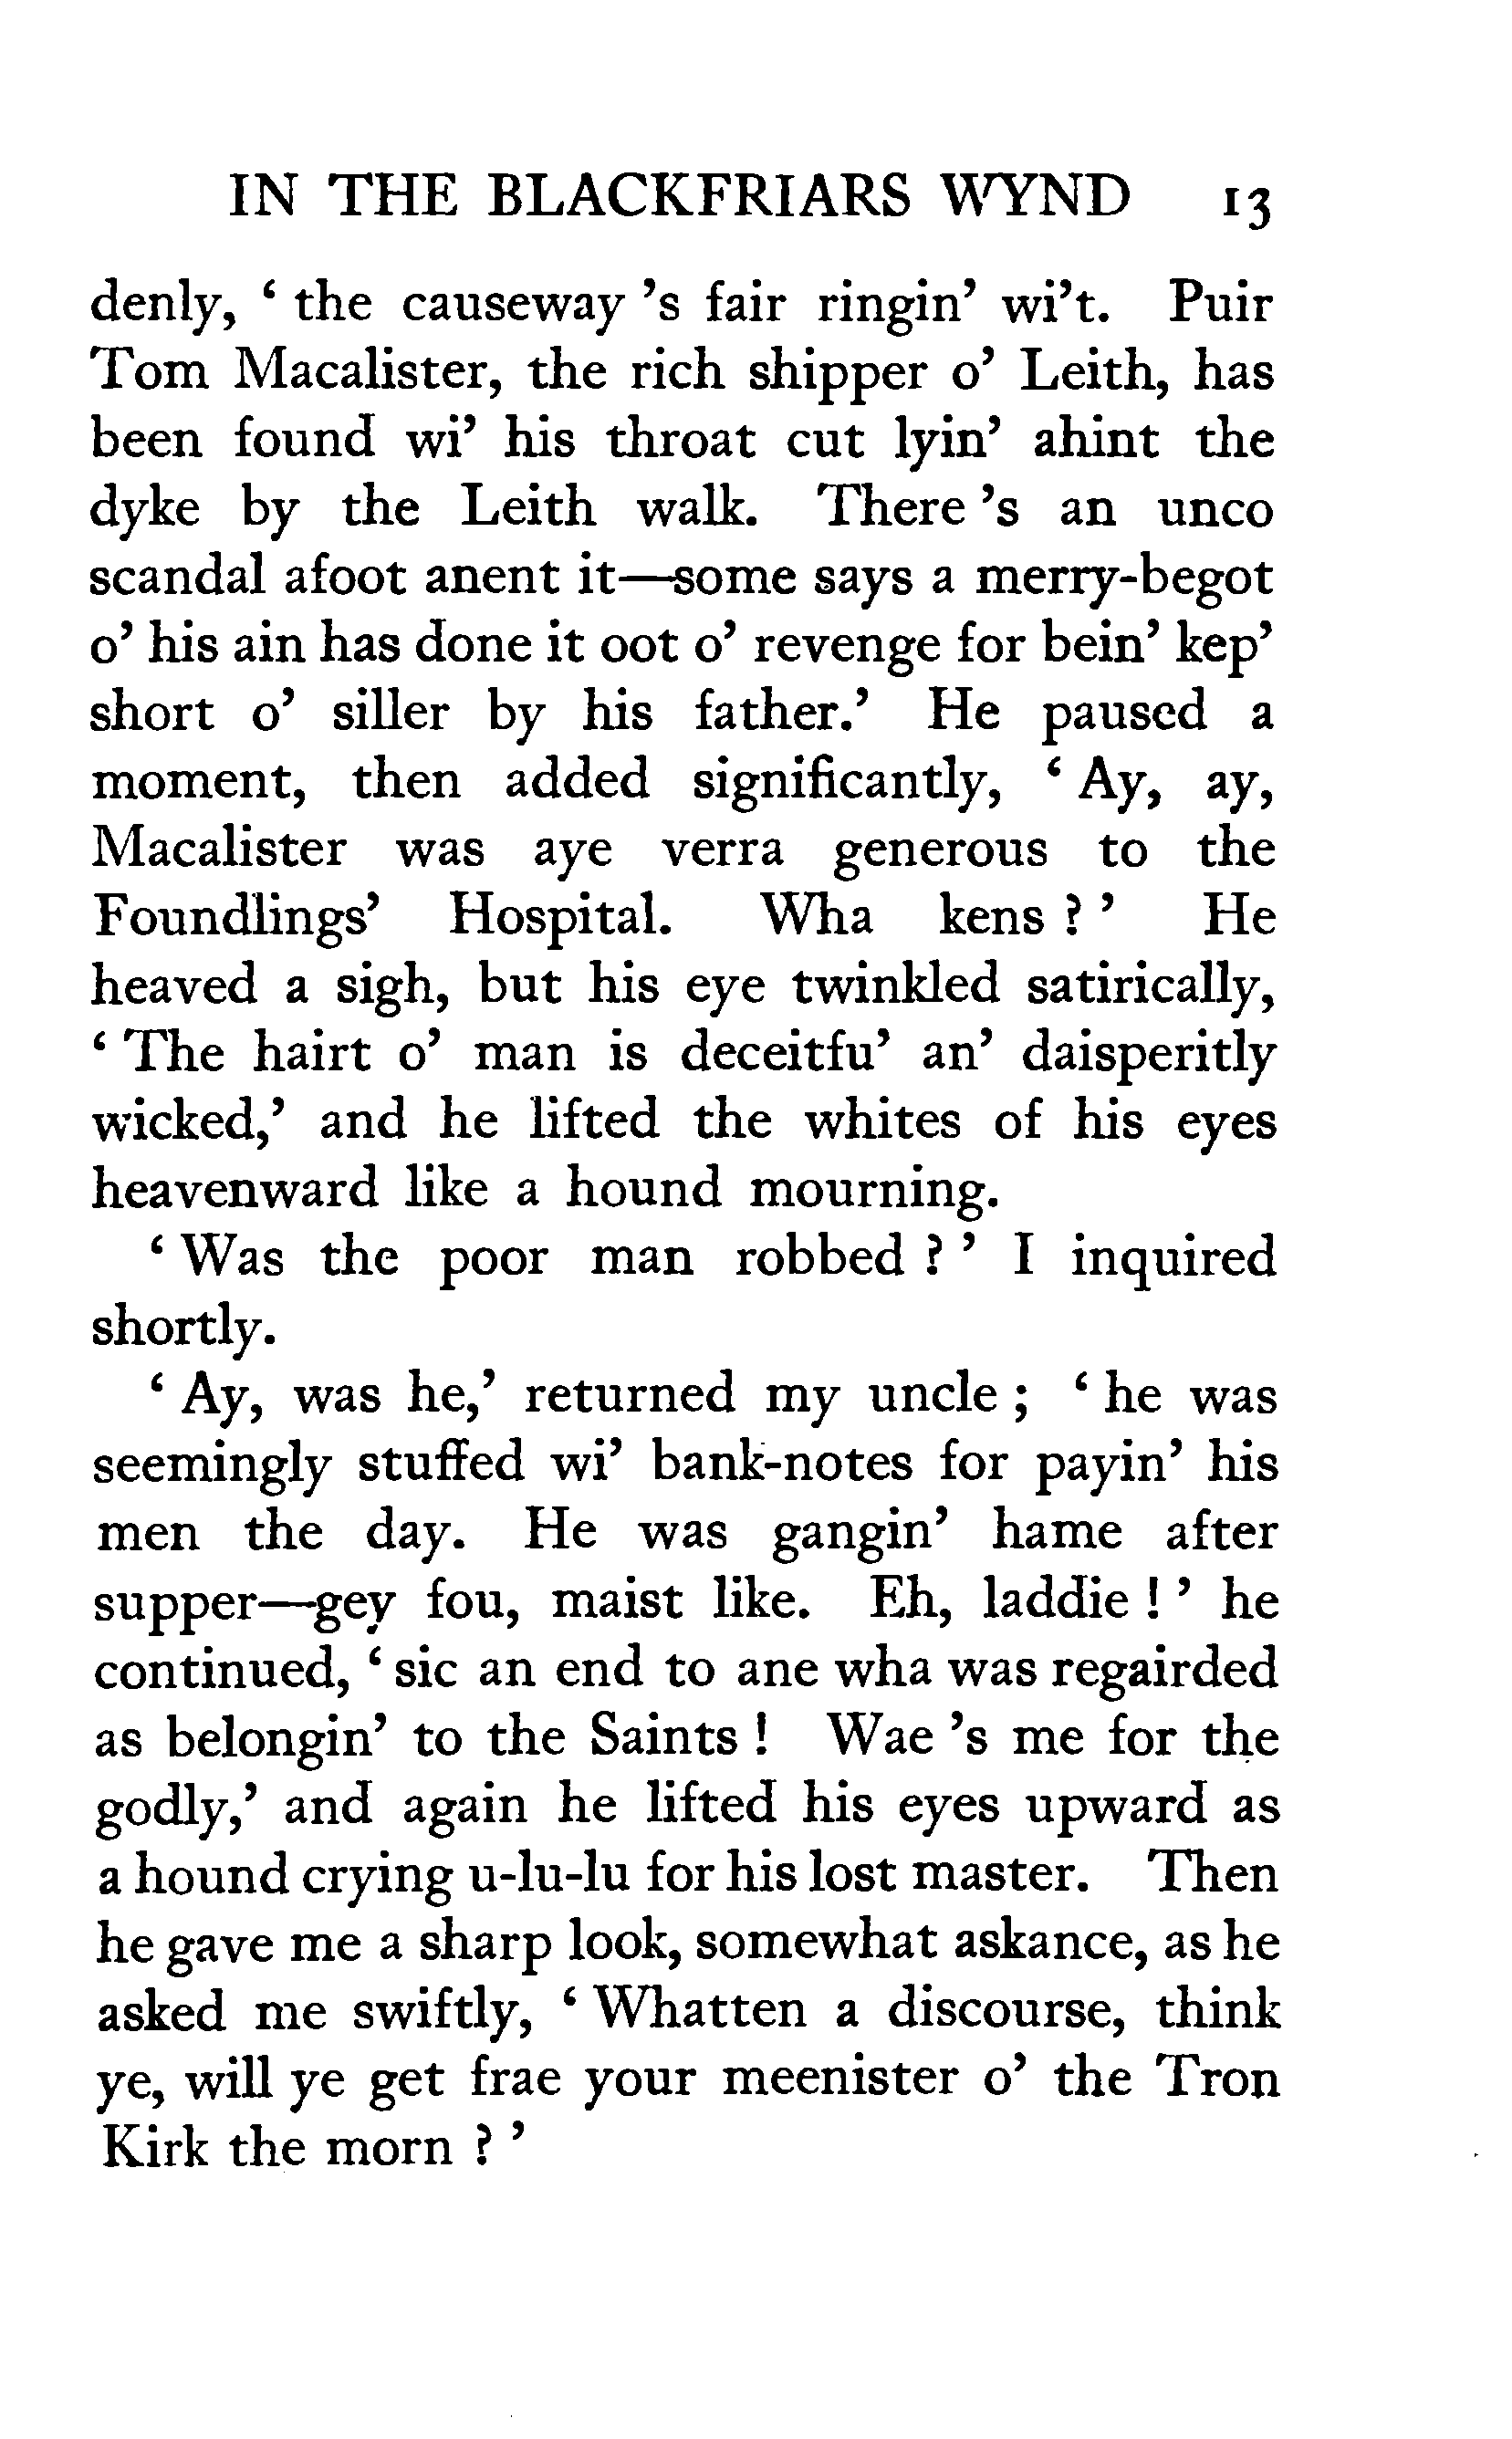 IN THE BLACKFRIARS WYND 13
denly, ‘ the causeway ’s fair ringin’ wi’t. Puir
Tom Macalister, the rich shipper o’ Leith, has
been found wi’ his throat cut lyin’ ahint the
dyke by the Leith walk. There ’s an unco
scandal afoot anent it—some says a merry-begot
o’ his ain has done it oot o’ revenge for bein’ kep’
short o’ siller by his father.’ He paused a
moment, then added significantly, ‘ Ay, ay,
Macalister was aye verra generous to the
Foundlings’ Hospital. Wha kens ? ’ He
heaved a sigh, but his eye twinkled satirically,
‘ The hairt o’ man is deceitfu’ an’ daisperitly
wicked,’ and he lifted the whites of his eyes
heavenward like a hound mourning.
‘ Was the poor man robbed ? ’ I inquired
shortly.
‘ Ay, was he,’ returned my uncle ; ‘ he was
seemingly stuffed wi’ bank-notes for payin’ his
men the day. He was gangin’ hame after
supper—gey fou, maist like. Eh, laddie ! ’ he
continued, ‘ sic an end to ane wha was regairded
as belongin’ to the Saints ! Wae ’s me for the
godly,’ and again he lifted his eyes upward as
a hound crying u-lu-lu for his lost master. Then
he gave me a sharp look, somewhat askance, as he
asked me swiftly, ‘ Whatten a discourse, think
ye, will ye get frae your meenister o’ the Tron
Kirk the morn ? ’